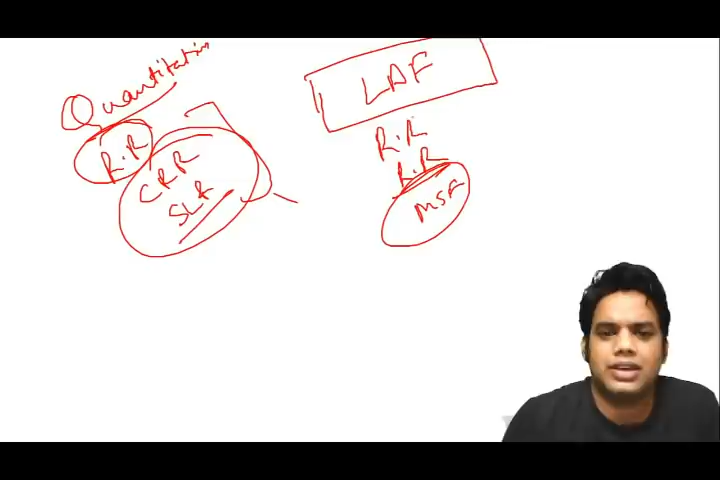 Quantitative
R.R
CRR
SLR
LAF
R.R
R.R
MSF